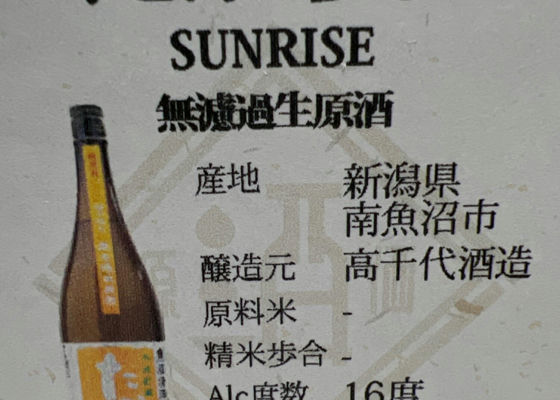 SUNRISE
無濾過生原酒
産地 新潟県
南魚沼市
醸造元 高千代酒造
原料米 -
精米歩合 -
Alc度数 16度
た